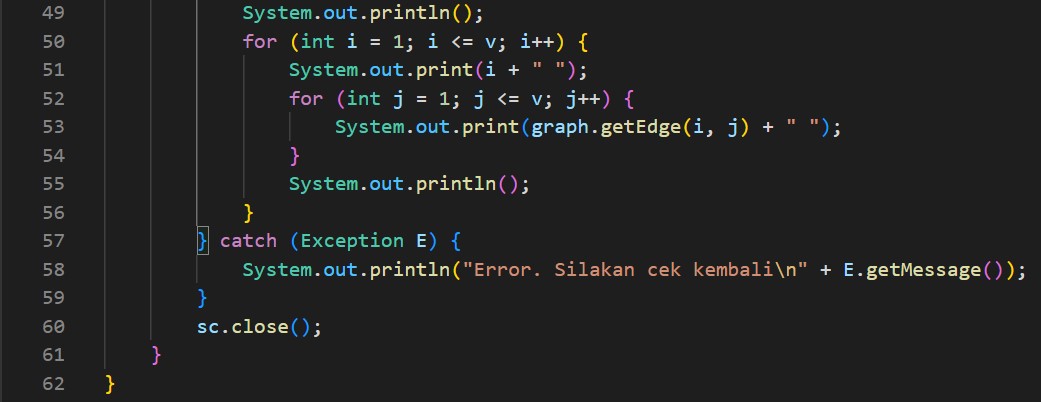 49 System.out.println();
50 for (int i = 1; i <= v; i++) {
51 System.out.print(i + " ");
52 for (int j = 1; j <= v; j++) {
53 System.out.print(graph.getEdge(i, j) + " ");
54 }
55 System.out.println();
56 }
57 } catch (Exception E) {
58 System.out.println("Error. Silakan cek kembali\n" + E.getMessage());
59 }
60 sc.close();
61 }
62 }